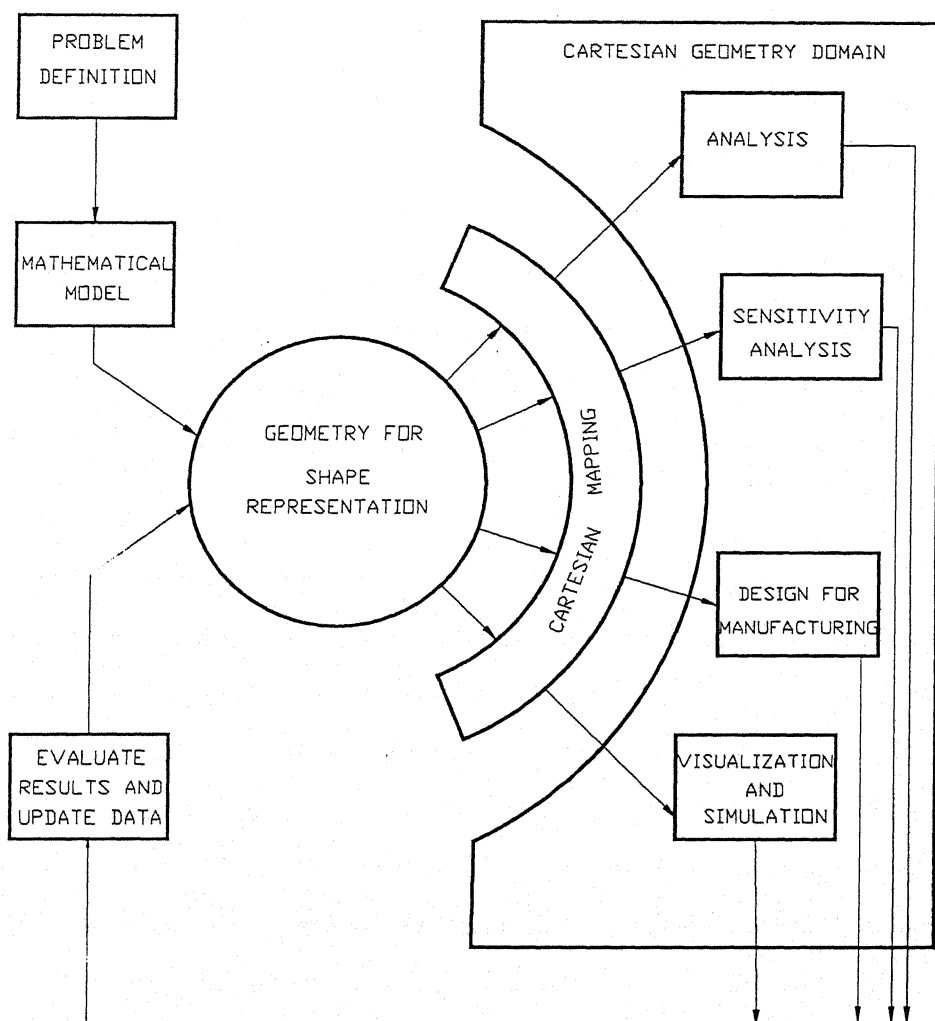 PROBLEM
DEFINITION
MATHEMATICAL
MODEL
GEOMETRY FOR
SHAPE
REPRESENTATION
EVALUATE
RESULTS AND
UPDATE DATA
CARTESIAN MAPPING
CARTESIAN GEOMETRY DOMAIN
ANALYSIS
SENSITIVITY
ANALYSIS
DESIGN FOR
MANUFACTURING
VISUALIZATION
AND
SIMULATION